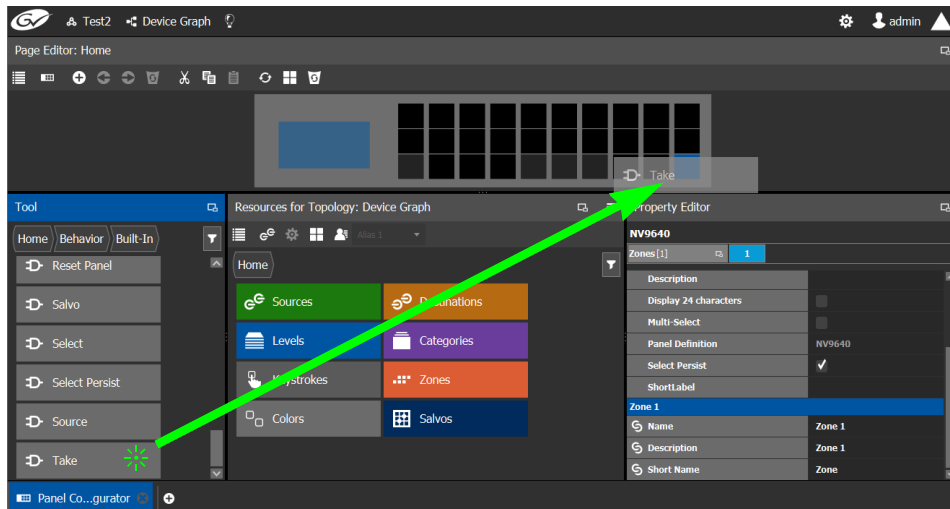 GV Test2 Device Graph admin
Page Editor: Home
Take
Tool
Home Behavior Built-In
Reset Panel
Salvo
Select
Select Persist
Source
Take
Resources for Topology: Device Graph
Alias 1
Home
Sources
Levels Categories
Keystrokes Zones
Colors Salvos
Property Editor
NV9640
Zones [1] 1
Description
Display 24 characters
Multi-Select
Panel Definition NV9640
Select Persist
ShortLabel
Zone 1
Name Zone 1
Description Zone 1
Short Name Zone
Panel Co...gurator